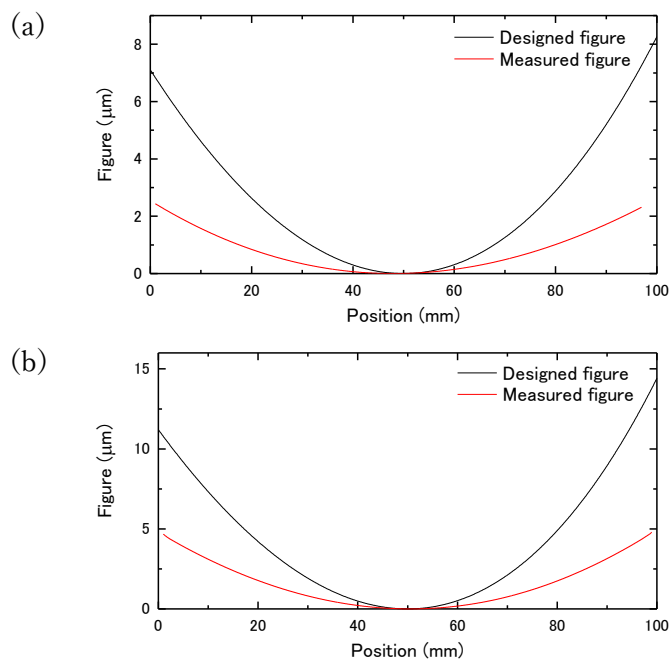 (a)
Designed figure
Measured figure
8
6
4
2
0
Figure (μm)
0 20 40 60 80 100
Position (mm)
(b)
Designed figure
Measured figure
15
10
5
0
Figure (μm)
0 20 40 60 80 100
Position (mm)